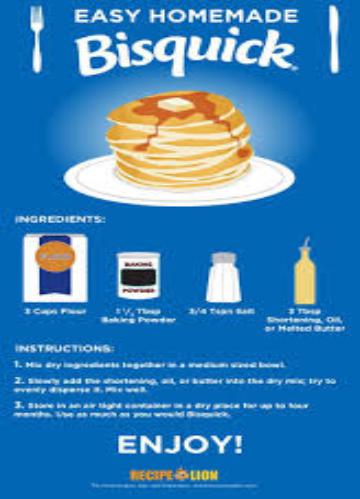 EASY HOMEMADE
Bisquick
INGREDIENTS:
BAKING
POWDER
3 Cups Flour
1 1/2 Tbsp
Baking Powder
3/4 Tspn Salt
3 Tbsp
Shortening, Oil,
or Melted Butter
INSTRUCTIONS:
1. Mix dry ingredients together in a medium sized bowl.
2. Slowly add the shortening, oil, or butter into the dry mix; try to
evenly disperse it. Mix well.
3. Store in an air tight container in a dry place for up to four
months. Use as much as you would Bisquick.
ENJOY!
RECIPE LION